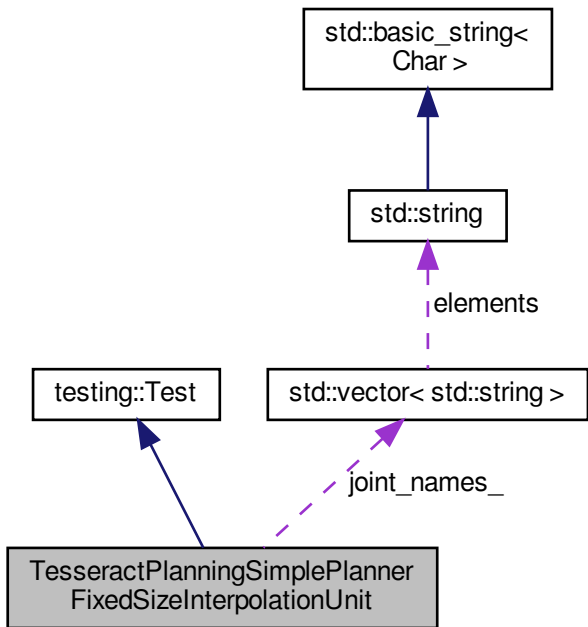 std::basic_string<
Char >
std::string
elements
testing::Test
std::vector< std::string >
joint_names_
TesseractPlanningSimplePlanner
FixedSizeInterpolationUnit